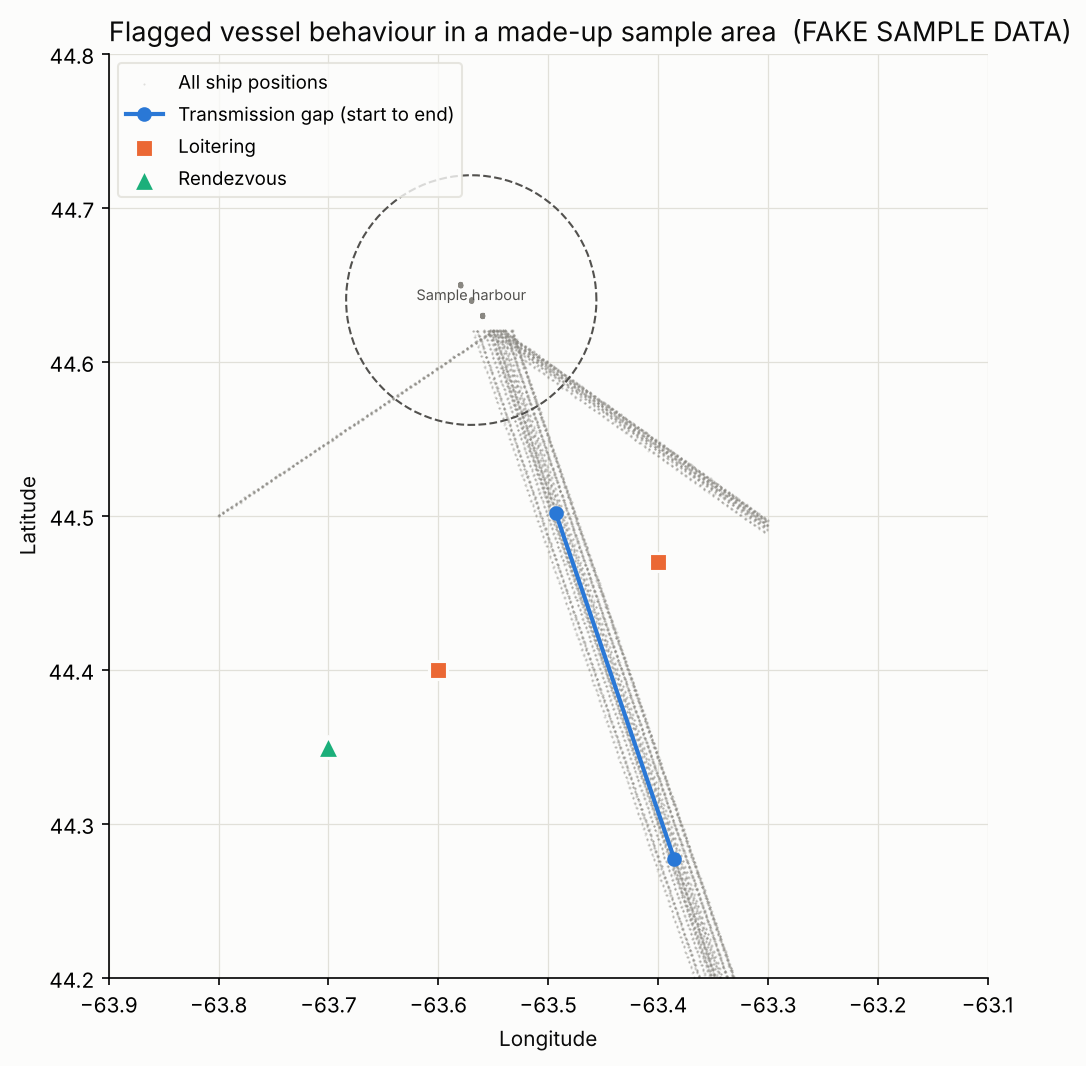 Flagged vessel behaviour in a made-up sample area  (FAKE SAMPLE DATA)
All ship positions
Transmission gap (start to end)
Loitering
Rendezvous
Sample harbour
Latitude
44.8
44.7
44.6
44.5
44.4
44.3
44.2
−63.9 −63.8 −63.7 −63.6 −63.5 −63.4 −63.3 −63.2 −63.1
Longitude